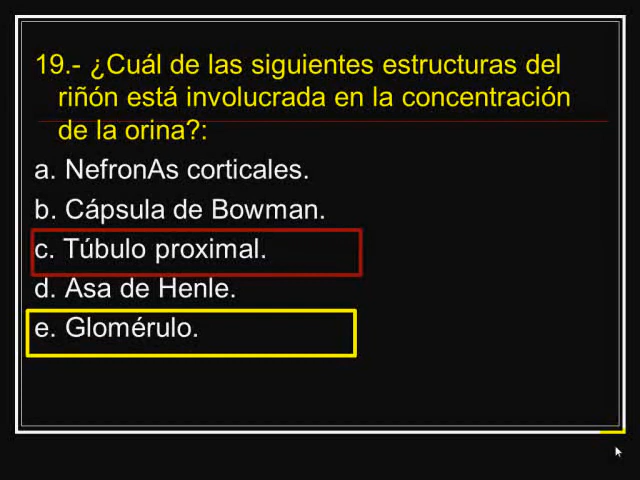 19.- ¿Cuál de las siguientes estructuras del
riñón está involucrada en la concentración
de la orina?:
a. NefronAs corticales.
b. Cápsula de Bowman.
c. Túbulo proximal.
d. Asa de Henle.
e. Glomérulo.